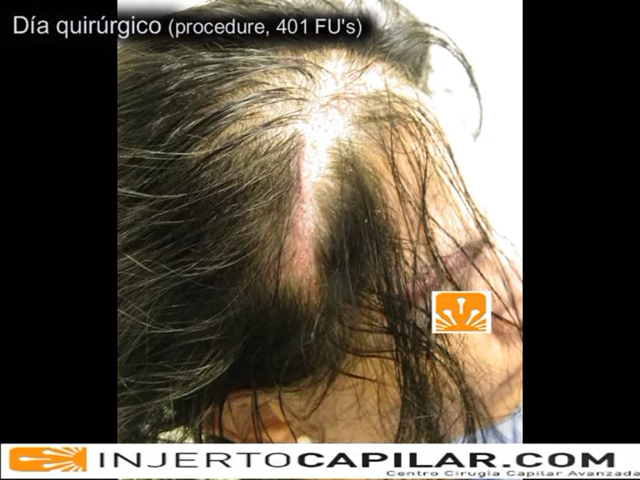 Día quirúrgico (procedure, 401 FU's)
INJERTOCAPILAR.COM
Centro Cirugía Capilar Avanzada